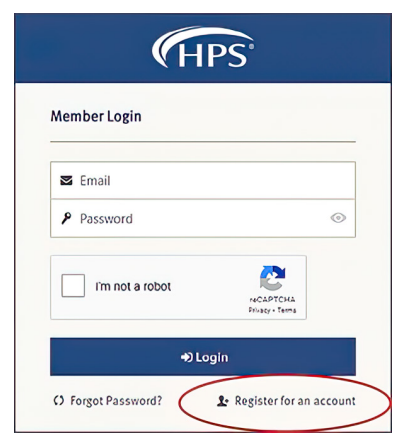 HPS®
Member Login
Email
Password
I'm not a robot
reCAPTCHA
Privacy - Terms
Login
Forgot Password?
Register for an account